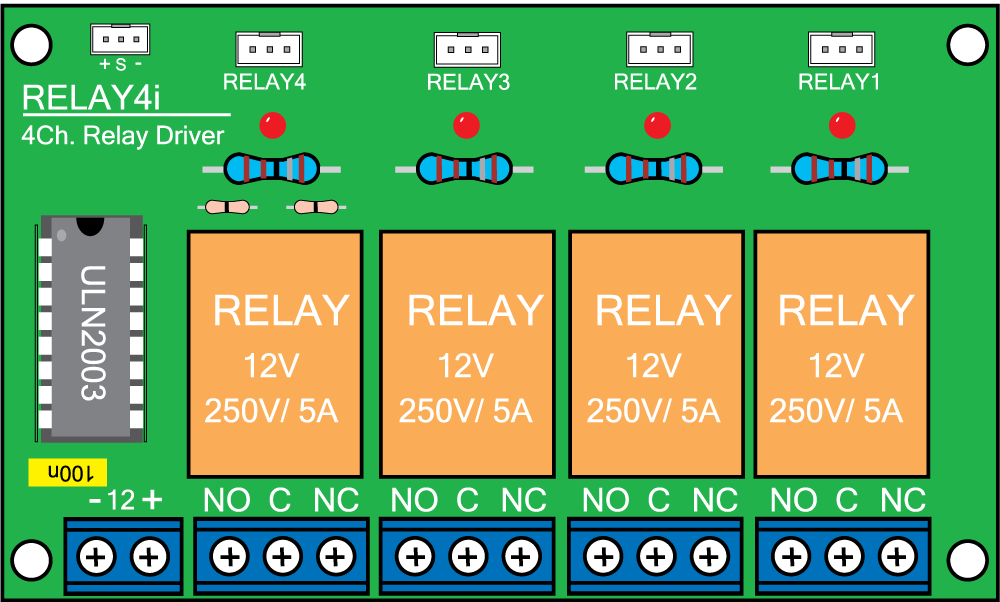 + S -
RELAY4i
4Ch. Relay Driver
RELAY4
RELAY3
RELAY2
RELAY1
ULN2003
100n
RELAY
12V
250V/ 5A
RELAY
12V
250V/ 5A
RELAY
12V
250V/ 5A
RELAY
12V
250V/ 5A
- 12 +
NO C NC
NO C NC
NO C NC
NO C NC